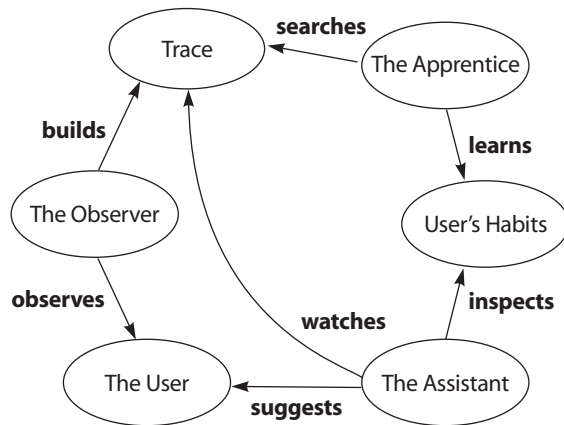 searches
Trace
The Apprentice
builds
learns
The Observer
User's Habits
observes
watches
inspects
The User
The Assistant
suggests